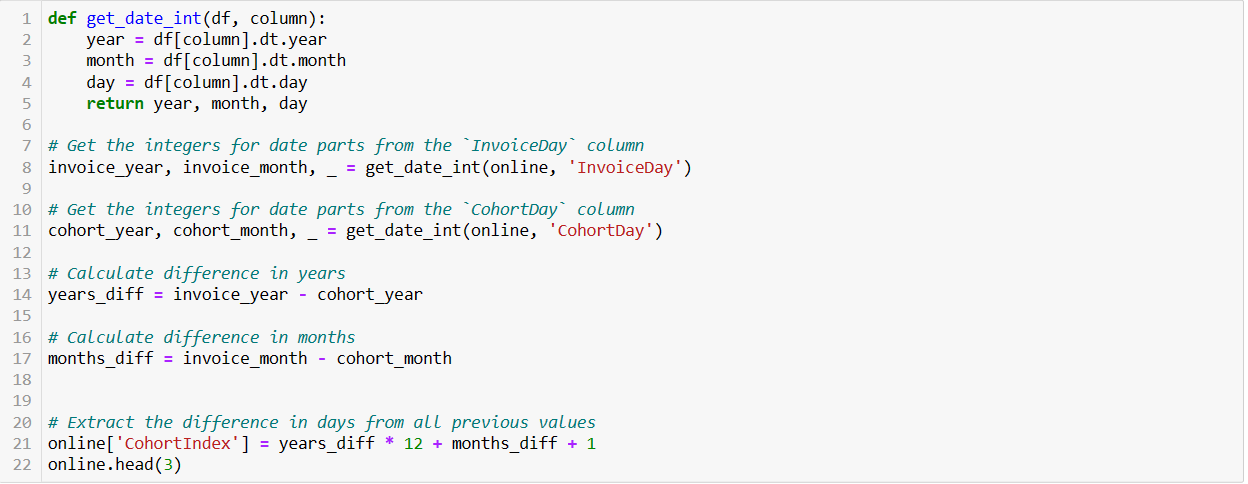 1 def get_date_int(df, column):
2     year = df[column].dt.year
3     month = df[column].dt.month
4     day = df[column].dt.day
5     return year, month, day
6
7 # Get the integers for date parts from the `InvoiceDay` column
8 invoice_year, invoice_month, _ = get_date_int(online, 'InvoiceDay')
9
10 # Get the integers for date parts from the `CohortDay` column
11 cohort_year, cohort_month, _ = get_date_int(online, 'CohortDay')
12
13 # Calculate difference in years
14 years_diff = invoice_year - cohort_year
15
16 # Calculate difference in months
17 months_diff = invoice_month - cohort_month
18
19
20 # Extract the difference in days from all previous values
21 online['CohortIndex'] = years_diff * 12 + months_diff + 1
22 online.head(3)